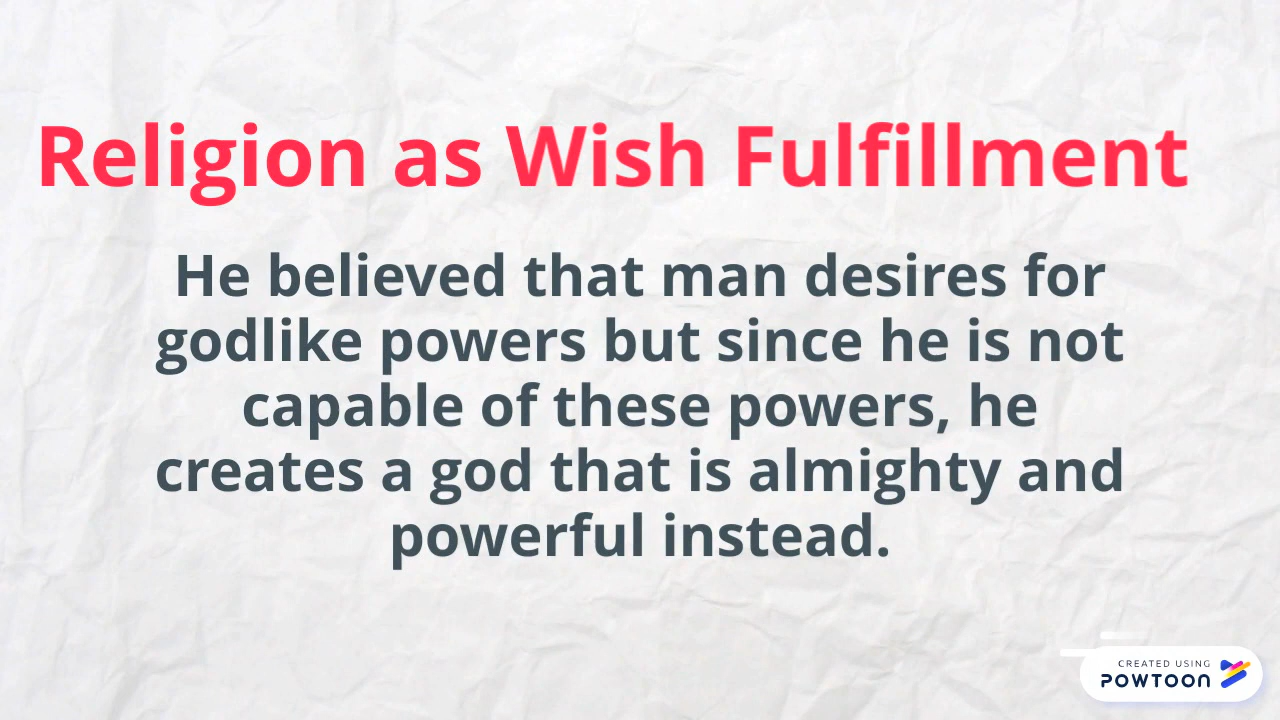 Religion as Wish Fulfillment
He believed that man desires for
godlike powers but since he is not
capable of these powers, he
creates a god that is almighty and
powerful instead.
CREATED USING
POWTOON